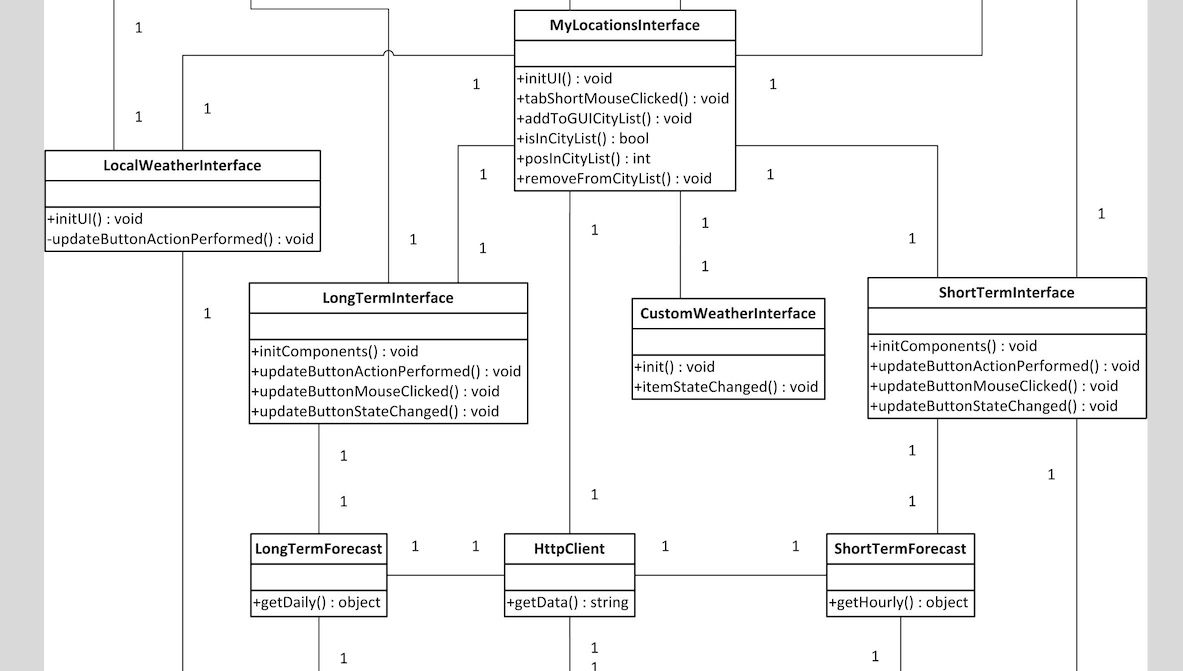 1
MyLocationsInterface
+initUI() : void
+tabShortMouseClicked() : void
+addToGUICityList() : void
+isInCityList() : bool
+posInCityList() : int
+removeFromCityList() : void
1
1
1
1
LocalWeatherInterface
+initUI() : void
-updateButtonActionPerformed() : void
1
1
1
1
1
1
1
1
1
1
1
LongTermInterface
+initComponents() : void
+updateButtonActionPerformed() : void
+updateButtonMouseClicked() : void
+updateButtonStateChanged() : void
CustomWeatherInterface
+init() : void
+itemStateChanged() : void
ShortTermInterface
+initComponents() : void
+updateButtonActionPerformed() : void
+updateButtonMouseClicked() : void
+updateButtonStateChanged() : void
1
1
1
1
1
1
LongTermForecast
+getDaily() : object
1
1
HttpClient
+getData() : string
1
1
ShortTermForecast
+getHourly() : object
1
1
1
1